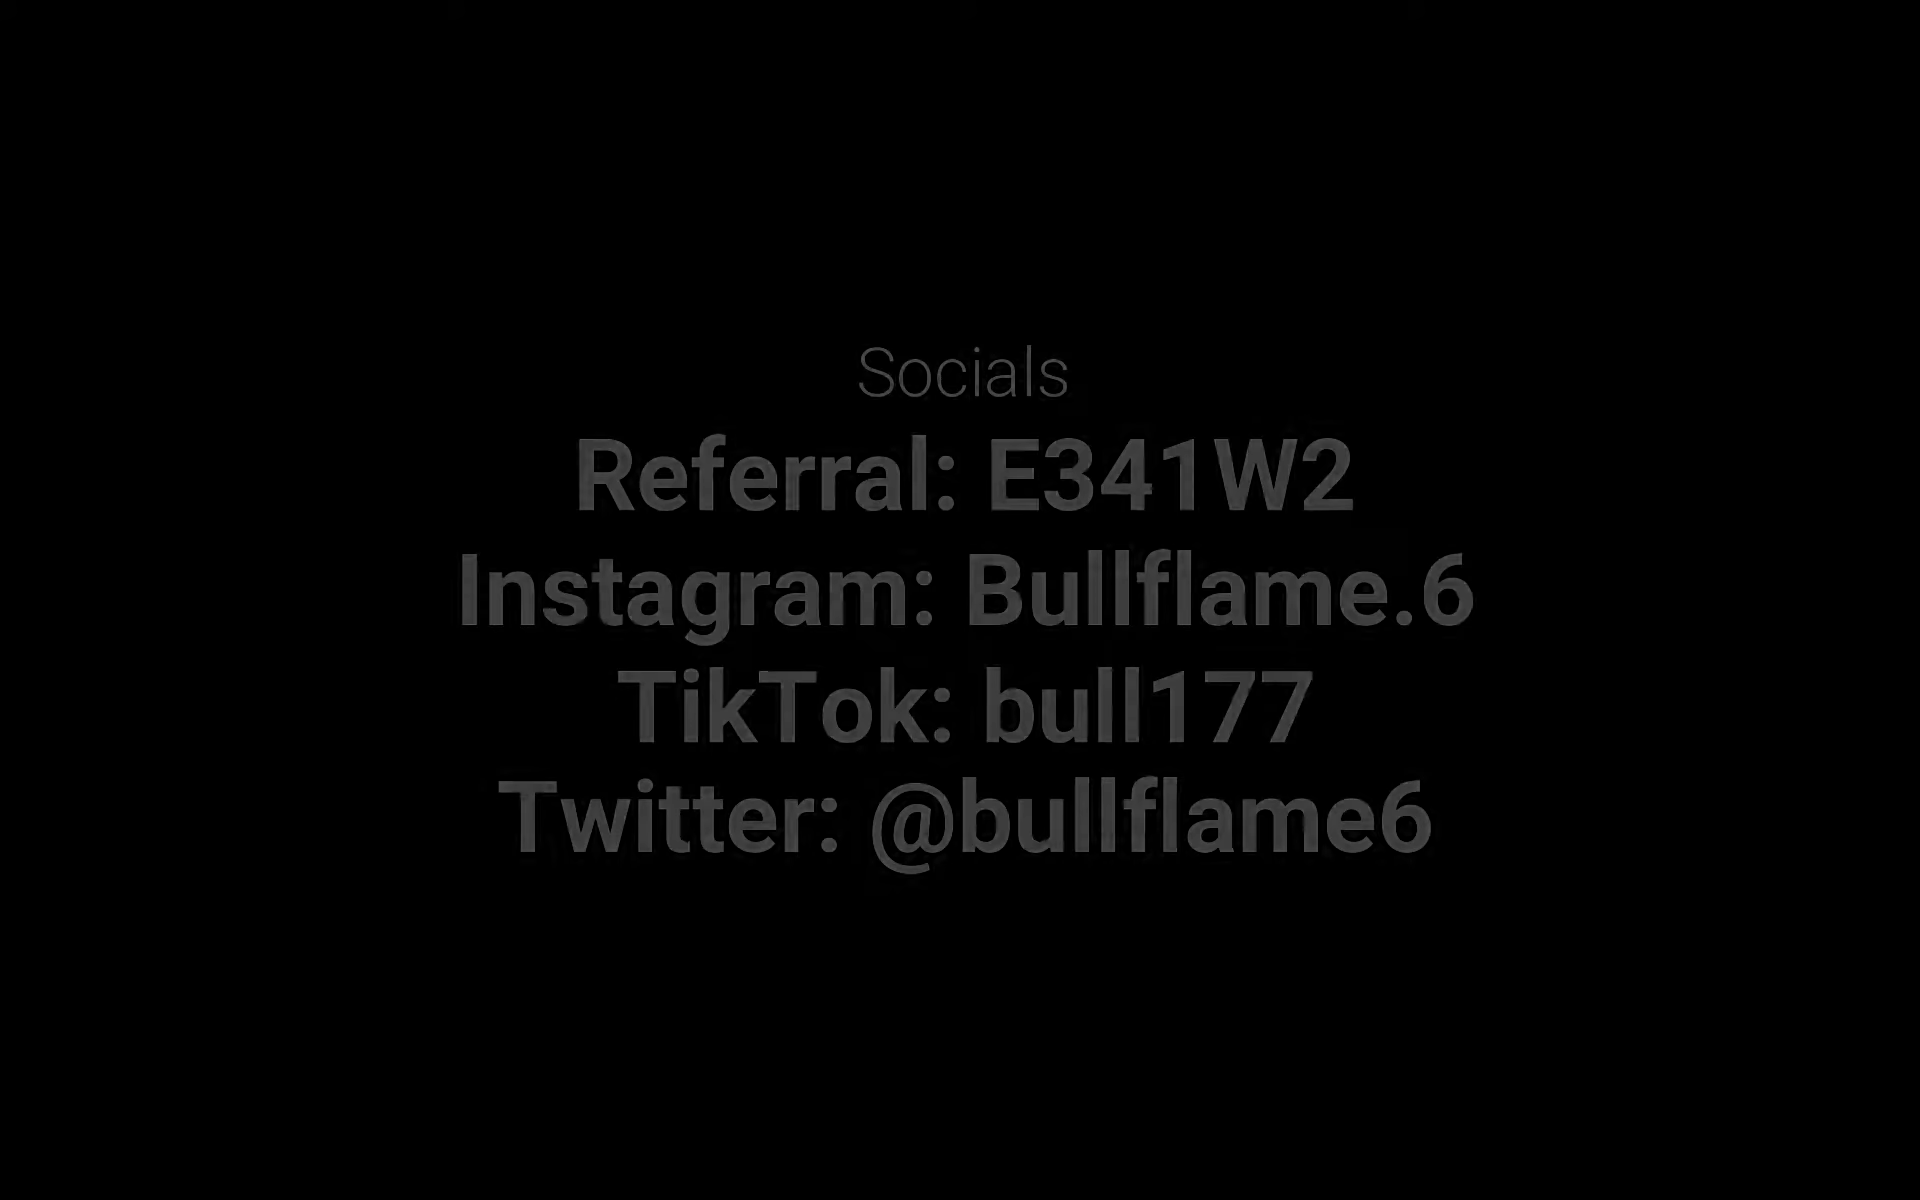 Socials
Referral: E341W2
Instagram: Bullflame.6
TikTok: bull177
Twitter: @bullflame6